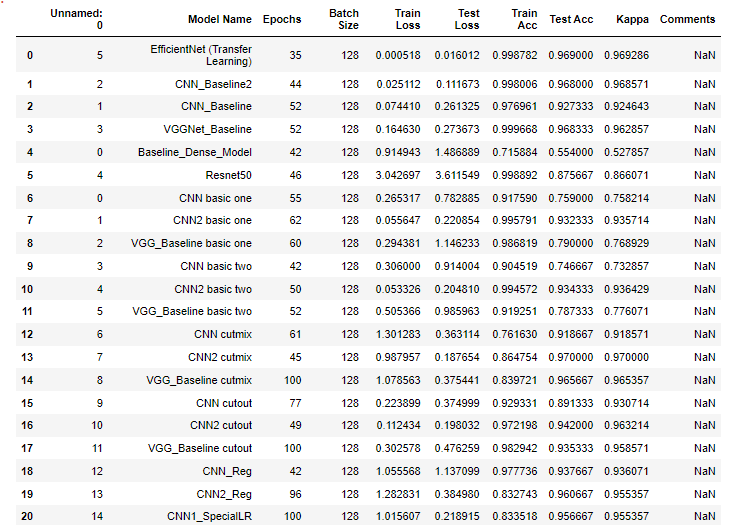 Unnamed: 0 Model Name Epochs Batch Size Train Loss Test Loss Train Acc Test Acc Kappa Comments
0 5 EfficientNet (Transfer Learning) 35 128 0.000518 0.016012 0.998782 0.969000 0.969286 NaN
1 2 CNN_Baseline2 44 128 0.025112 0.111673 0.998006 0.968000 0.968571 NaN
2 1 CNN_Baseline 52 128 0.074410 0.261325 0.976961 0.927333 0.924643 NaN
3 3 VGGNet_Baseline 52 128 0.164630 0.273673 0.999668 0.968333 0.962857 NaN
4 0 Baseline_Dense_Model 42 128 0.914943 1.486889 0.715884 0.554000 0.527857 NaN
5 4 Resnet50 46 128 3.042697 3.611549 0.998892 0.875667 0.866071 NaN
6 0 CNN basic one 55 128 0.265317 0.782885 0.917590 0.759000 0.758214 NaN
7 1 CNN2 basic one 62 128 0.055647 0.220854 0.995791 0.932333 0.935714 NaN
8 2 VGG_Baseline basic one 60 128 0.294381 1.146233 0.986819 0.790000 0.768929 NaN
9 3 CNN basic two 42 128 0.306000 0.914004 0.904519 0.746667 0.732857 NaN
10 4 CNN2 basic two 50 128 0.053326 0.204810 0.994572 0.934333 0.936429 NaN
11 5 VGG_Baseline basic two 52 128 0.505366 0.985963 0.919251 0.787333 0.776071 NaN
12 6 CNN cutmix 61 128 1.301283 0.363114 0.761630 0.918667 0.918571 NaN
13 7 CNN2 cutmix 45 128 0.987957 0.187654 0.864754 0.970000 0.970000 NaN
14 8 VGG_Baseline cutmix 100 128 1.078563 0.375441 0.839721 0.965667 0.965357 NaN
15 9 CNN cutout 77 128 0.223899 0.374999 0.929331 0.891333 0.930714 NaN
16 10 CNN2 cutout 49 128 0.112434 0.198032 0.972198 0.942000 0.963214 NaN
17 11 VGG_Baseline cutout 100 128 0.302578 0.476259 0.982942 0.935333 0.958571 NaN
18 12 CNN_Reg 42 128 1.055568 1.137099 0.977736 0.937667 0.936071 NaN
19 13 CNN2_Reg 96 128 1.282831 0.384980 0.832743 0.960667 0.955357 NaN
20 14 CNN1_SpecialLR 100 128 1.015607 0.218915 0.833518 0.956667 0.955357 NaN